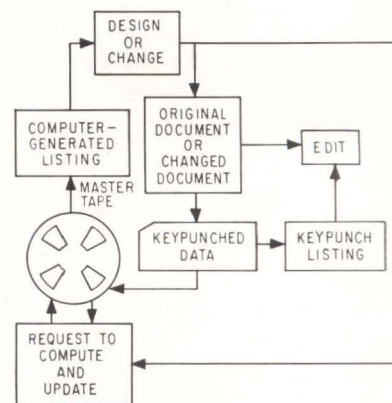 DESIGN
OR
CHANGE
ORIGINAL
DOCUMENT
OR
CHANGED
DOCUMENT
COMPUTER-
GENERATED
LISTING
EDIT
MASTER
TAPE
KEYPUNCHED
DATA
KEYPUNCH
LISTING
REQUEST TO
COMPUTE
AND
UPDATE